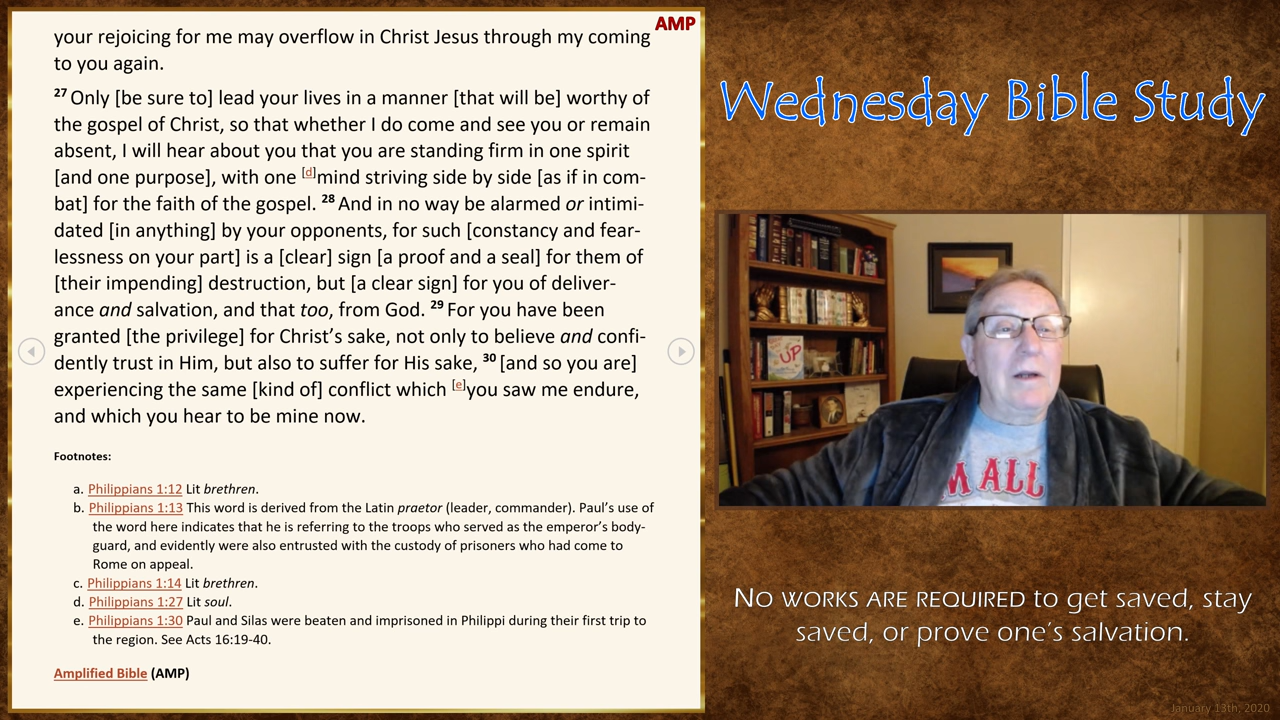 AMP
your rejoicing for me may overflow in Christ Jesus through my coming
to you again.
27 Only [be sure to] lead your lives in a manner [that will be] worthy of
the gospel of Christ, so that whether I do come and see you or remain
absent, I will hear about you that you are standing firm in one spirit
[and one purpose], with one [d]mind striving side by side [as if in com-
bat] for the faith of the gospel. 28 And in no way be alarmed or intimi-
dated [in anything] by your opponents, for such [constancy and fear-
lessness on your part] is a [clear] sign [a proof and a seal] for them of
[their impending] destruction, but [a clear sign] for you of deliver-
ance and salvation, and that too, from God. 29 For you have been
granted [the privilege] for Christ's sake, not only to believe and confi-
dently trust in Him, but also to suffer for His sake, 30 [and so you are]
experiencing the same [kind of] conflict which [e]you saw me endure,
and which you hear to be mine now.
Footnotes:
a. Philippians 1:12 Lit brethren.
b. Philippians 1:13 This word is derived from the Latin praetor (leader, commander). Paul's use of
the word here indicates that he is referring to the troops who served as the emperor's body-
guard, and evidently were also entrusted with the custody of prisoners who had come to
Rome on appeal.
c. Philippians 1:14 Lit brethren.
d. Philippians 1:27 Lit soul.
e. Philippians 1:30 Paul and Silas were beaten and imprisoned in Philippi during their first trip to
the region. See Acts 16:19-40.
Amplified Bible (AMP)
Wednesday Bible Study
UP
M ALL
No works are required to get saved, stay
saved, or prove one's salvation.
January 13th, 2020